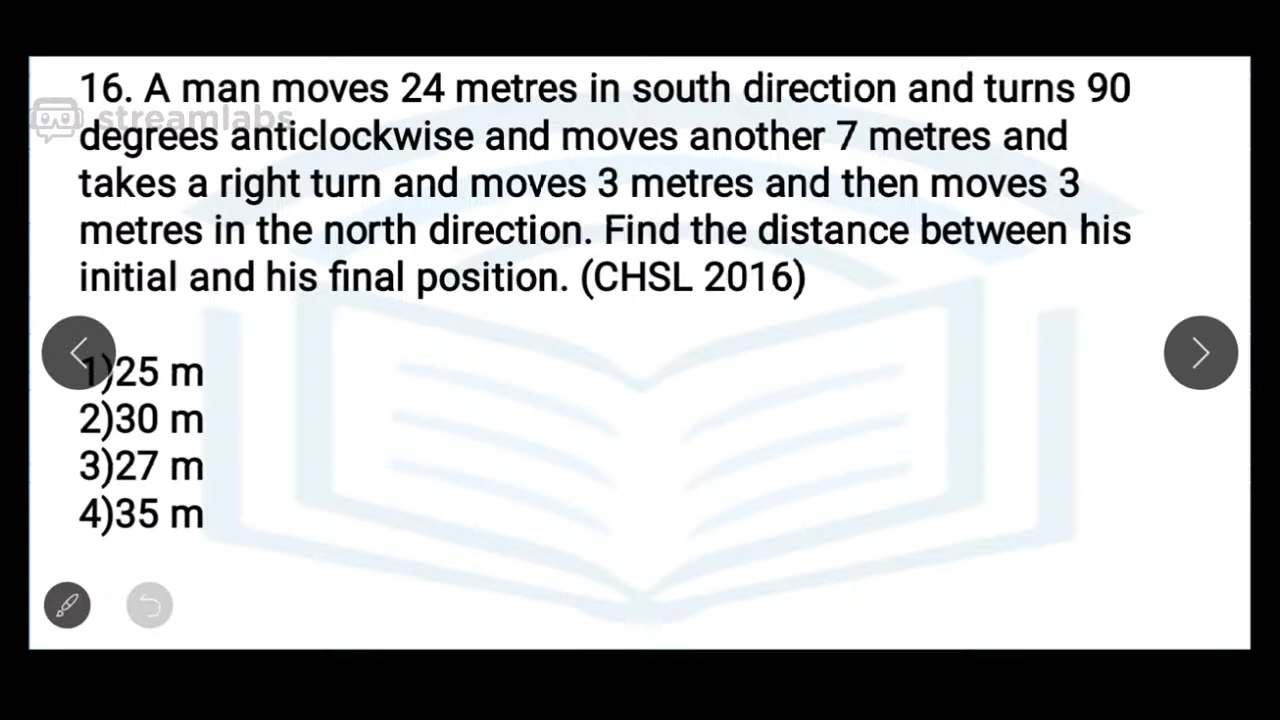 16. A man moves 24 metres in south direction and turns 90
streamlabs
degrees anticlockwise and moves another 7 metres and
takes a right turn and moves 3 metres and then moves 3
metres in the north direction. Find the distance between his
initial and his final position. (CHSL 2016)
1)25 m
2)30 m
3)27 m
4)35 m